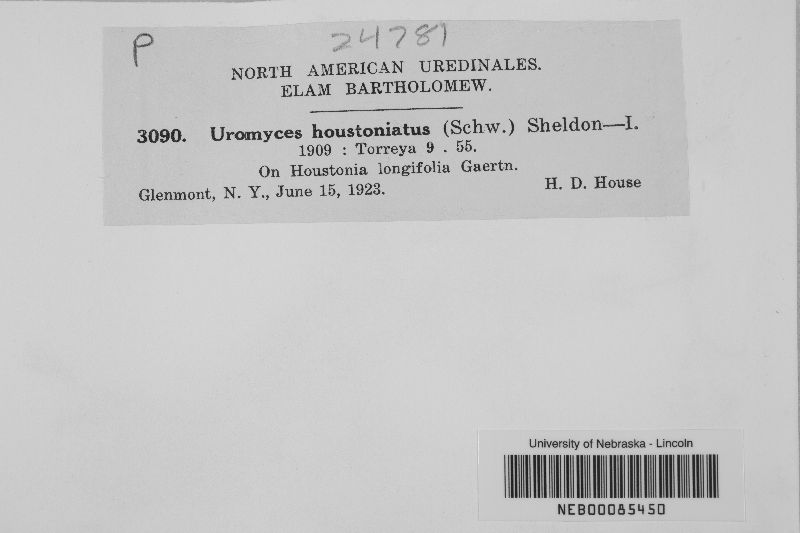 P 24781
NORTH AMERICAN UREDINALES.
ELAM BARTHOLOMEW.
3090. Uromyces houstoniatus (Schw.) Sheldon—I.
1909 : Torreya 9 . 55.
On Houstonia longifolia Gaertn.
Glenmont, N. Y., June 15, 1923. H. D. House
University of Nebraska - Lincoln
NEB00085450